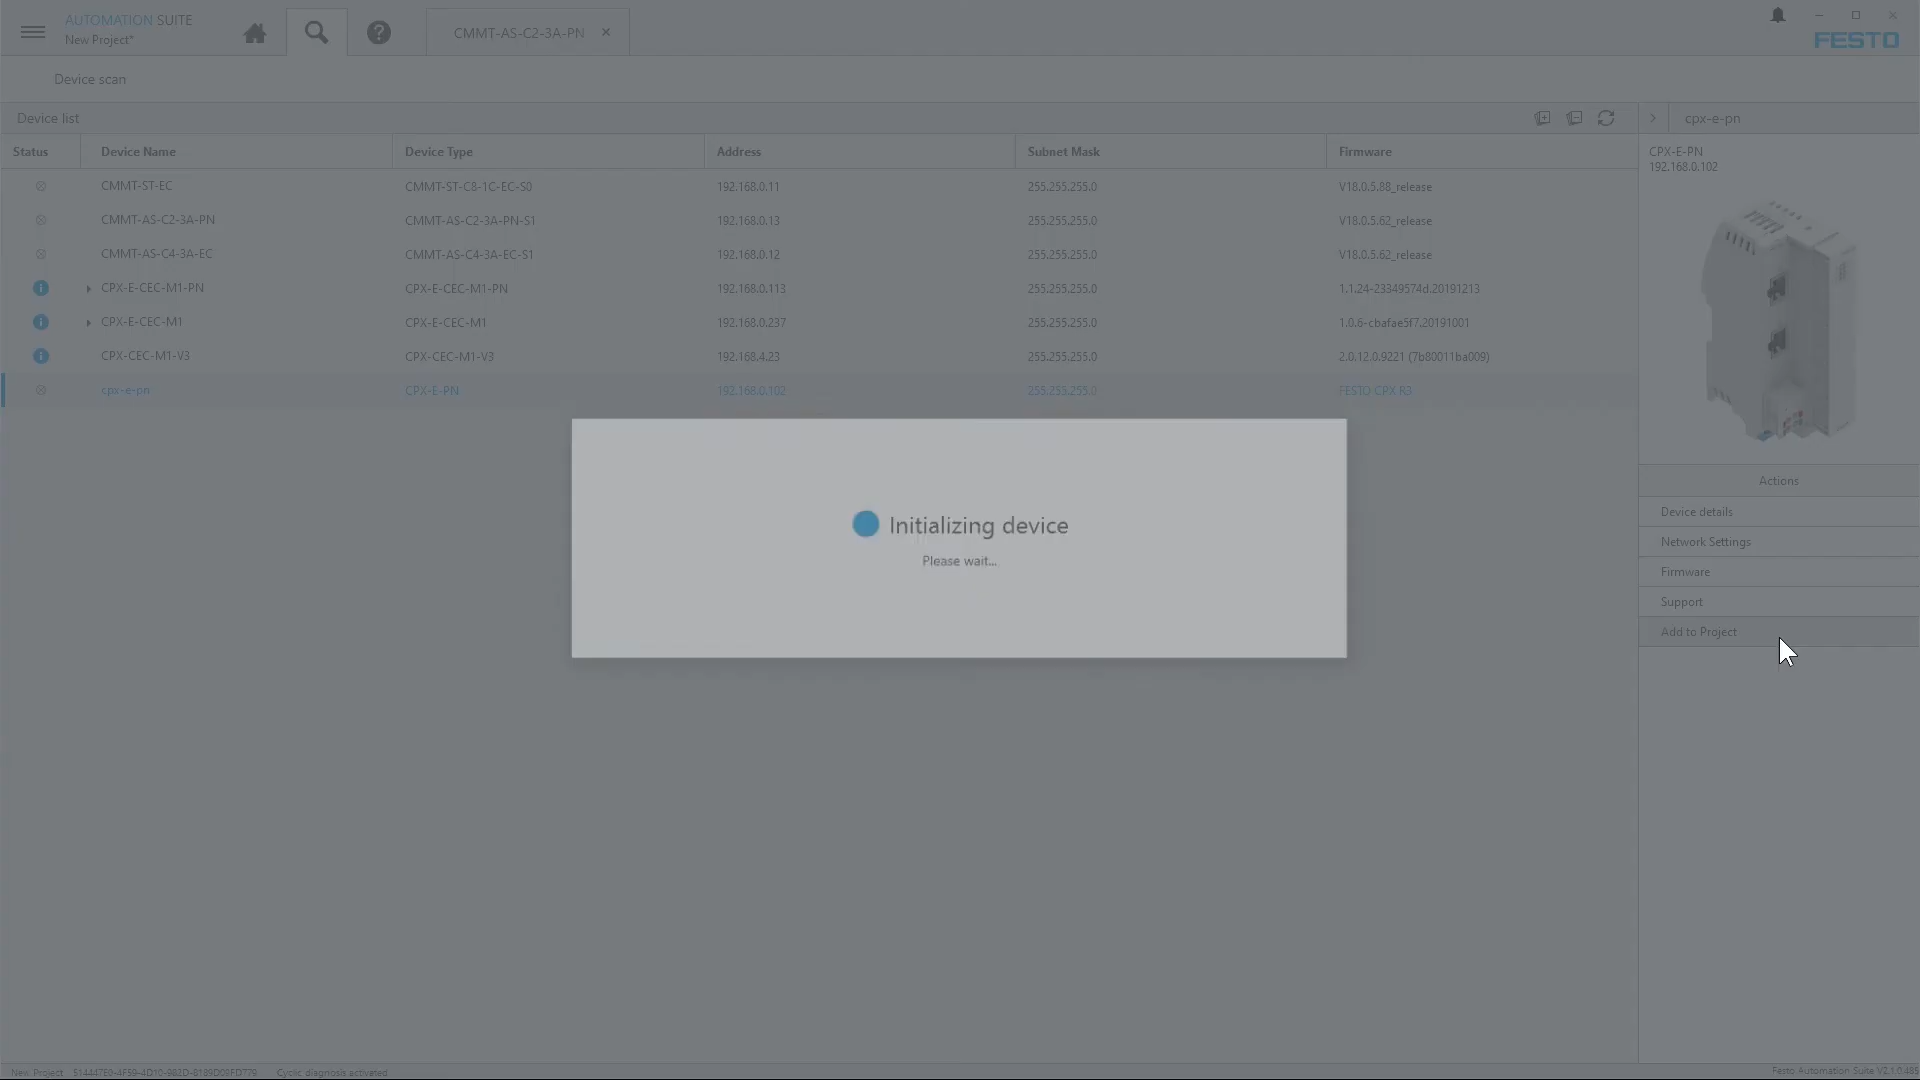 AUTOMATION SUITE
New Project*
CMMT-AS-C2-3A-PN
FESTO
Device scan
Device list
cpx-e-pn
Status Device Name Device Type Address Subnet Mask Firmware
CPX-E-PN
192.168.0.102
CMMT-ST-EC CMMT-ST-C8-1C-EC-S0 192.168.0.11 255.255.255.0 V18.0.5.88_release
CMMT-AS-C2-3A-PN CMMT-AS-C2-3A-PN-S1 192.168.0.13 255.255.255.0 V18.0.5.62_release
CMMT-AS-C4-3A-EC CMMT-AS-C4-3A-EC-S1 192.168.0.12 255.255.255.0 V18.0.5.62_release
CPX-E-CEC-M1-PN CPX-E-CEC-M1-PN 192.168.0.113 255.255.255.0 1.1.24-23349574d.20191213
CPX-E-CEC-M1 CPX-E-CEC-M1 192.168.0.237 255.255.255.0 1.0.6-cbafae5f7.20191001
CPX-CEC-M1-V3 CPX-CEC-M1-V3 192.168.4.23 255.255.255.0 2.0.12.0.9221 (7b80011ba009)
cpx-e-pn CPX-E-PN 192.168.0.102 255.255.255.0 FESTO CPX R3
Initializing device
Please wait...
Actions
Device details
Network Settings
Firmware
Support
Add to Project
New Project Cyclic diagnosis activated
Festo Automation Suite V2.1.0.485